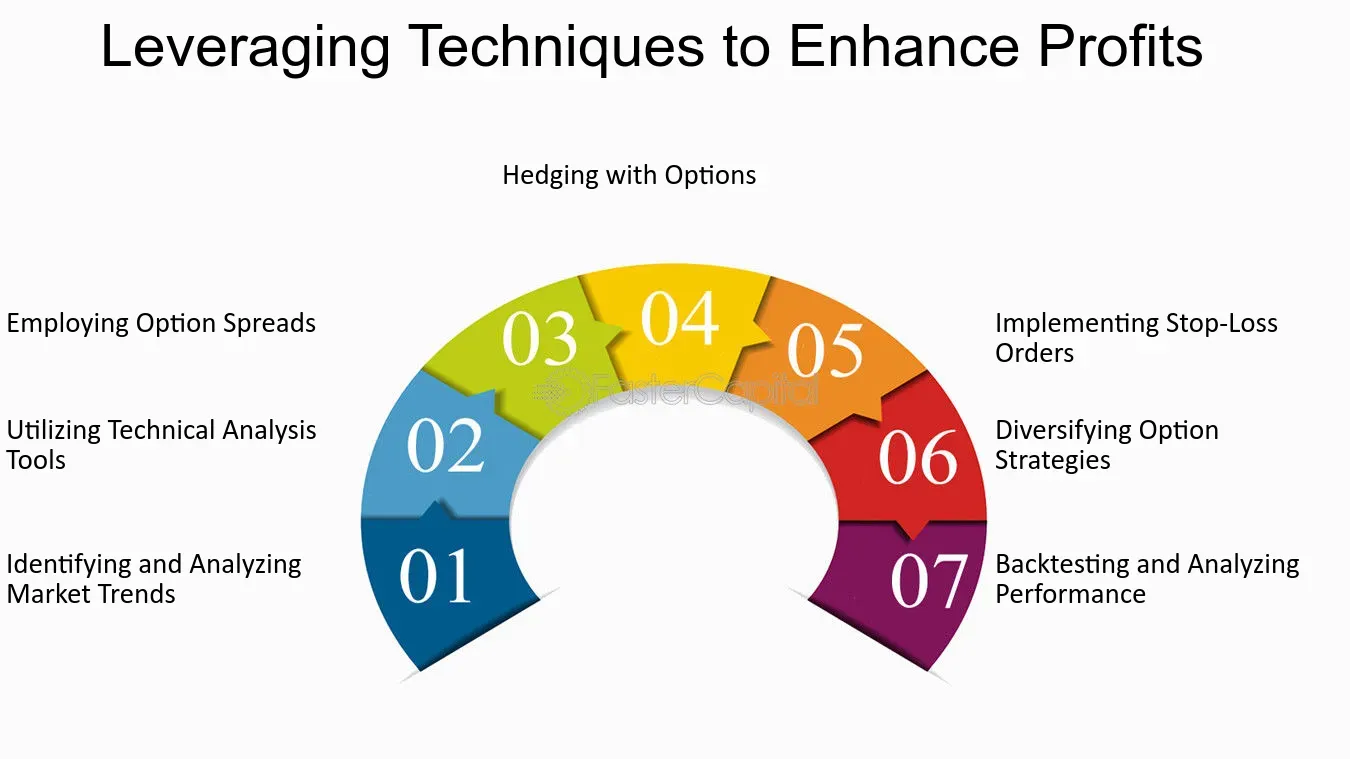 Leveraging Techniques to Enhance Profits
Hedging with Options
Employing Option Spreads
Utilizing Technical Analysis
Tools
Identifying and Analyzing
Market Trends
01
02
03
04
05
06
07
FasterCapital
Implementing Stop-Loss
Orders
Diversifying Option
Strategies
Backtesting and Analyzing
Performance